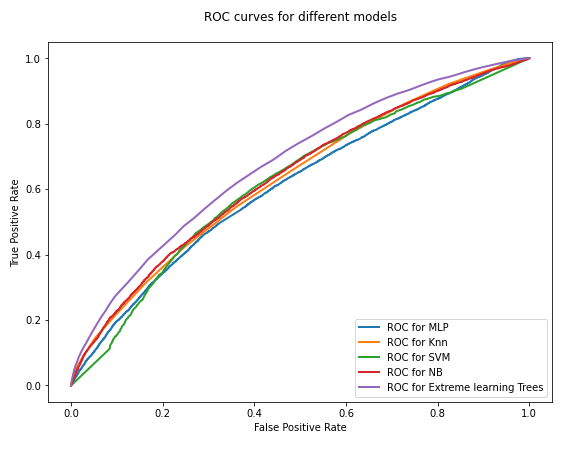 ROC curves for different models
1.0
0.8
0.6
0.4
0.2
0.0
True Positive Rate
ROC for MLP
ROC for Knn
ROC for SVM
ROC for NB
ROC for Extreme learning Trees
0.0 0.2 0.4 0.6 0.8 1.0
False Positive Rate